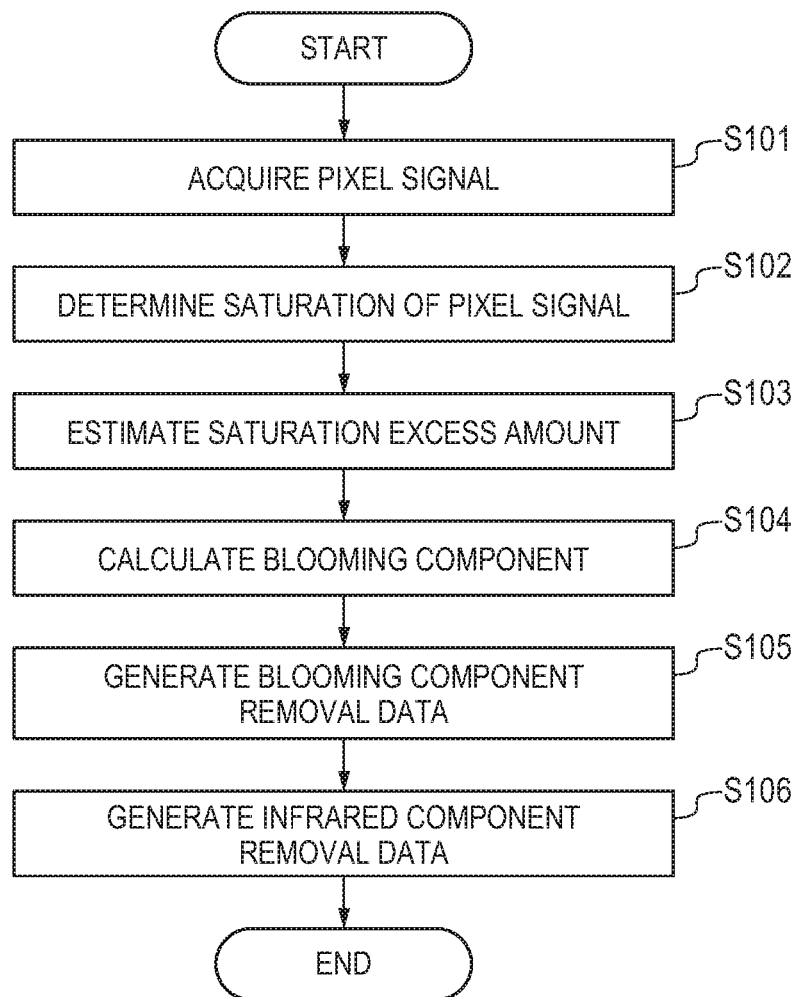 START
S101
ACQUIRE PIXEL SIGNAL
S102
DETERMINE SATURATION OF PIXEL SIGNAL
S103
ESTIMATE SATURATION EXCESS AMOUNT
S104
CALCULATE BLOOMING COMPONENT
S105
GENERATE BLOOMING COMPONENT
REMOVAL DATA
S106
GENERATE INFRARED COMPONENT
REMOVAL DATA
END